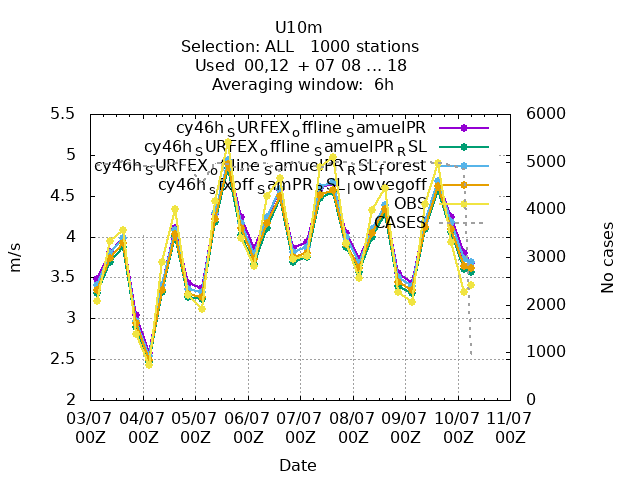 U10m
Selection: ALL   1000 stations
Used  00,12  + 07 08 ... 18
Averaging window:  6h
cy46h_SURFEX_offline_SamuelPR
cy46h_SURFEX_offline_SamuelPR_RSL
cy46h_SURFEX_offline_SamuelPR_RSL_forest
cy46h_sfxoff_SamPR_RSL_lowvegoff
OBS
CASES
5.5
5
4.5
4
3.5
3
2.5
2
m/s
6000
5000
4000
3000
2000
1000
0
No cases
03/07 04/07 05/07 06/07 07/07 08/07 09/07 10/07 11/07
00Z 00Z 00Z 00Z 00Z 00Z 00Z 00Z 00Z
Date